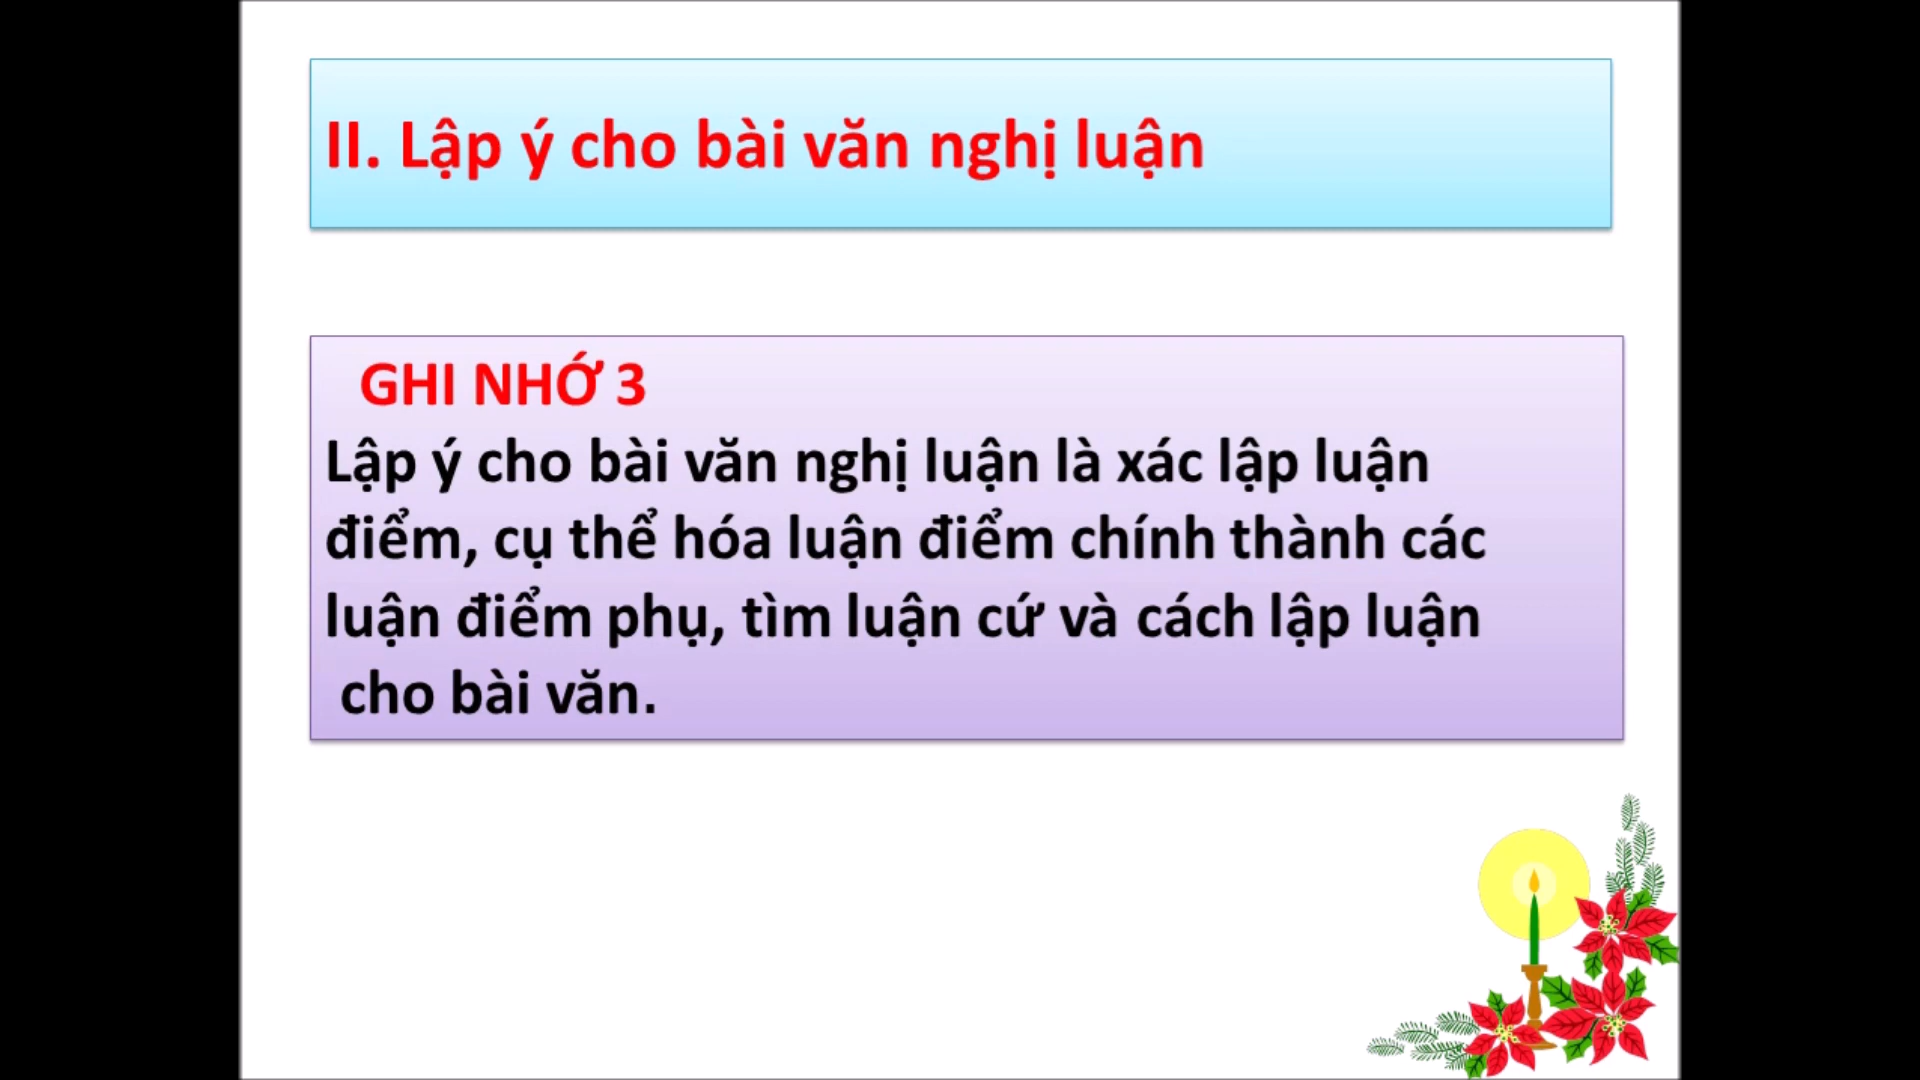 II. Lập ý cho bài văn nghị luận
GHI NHỚ 3
Lập ý cho bài văn nghị luận là xác lập luận
điểm, cụ thể hóa luận điểm chính thành các
luận điểm phụ, tìm luận cứ và cách lập luận
cho bài văn.